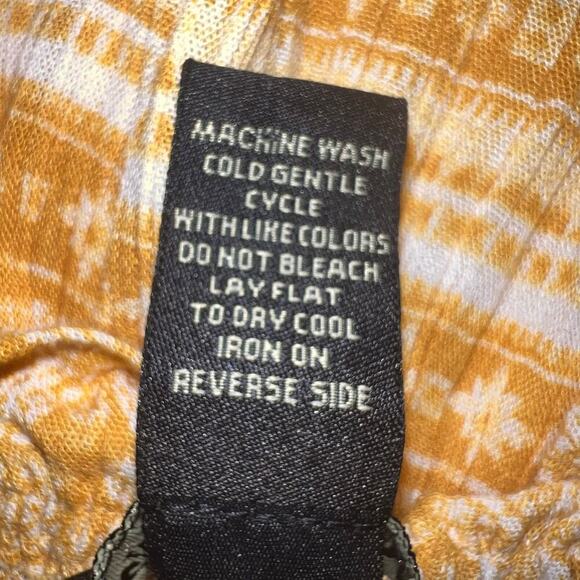 MACHINE WASH
COLD GENTLE
CYCLE
WITH LIKE COLORS
DO NOT BLEACH
LAY FLAT
TO DRY COOL
IRON ON
REVERSE SIDE